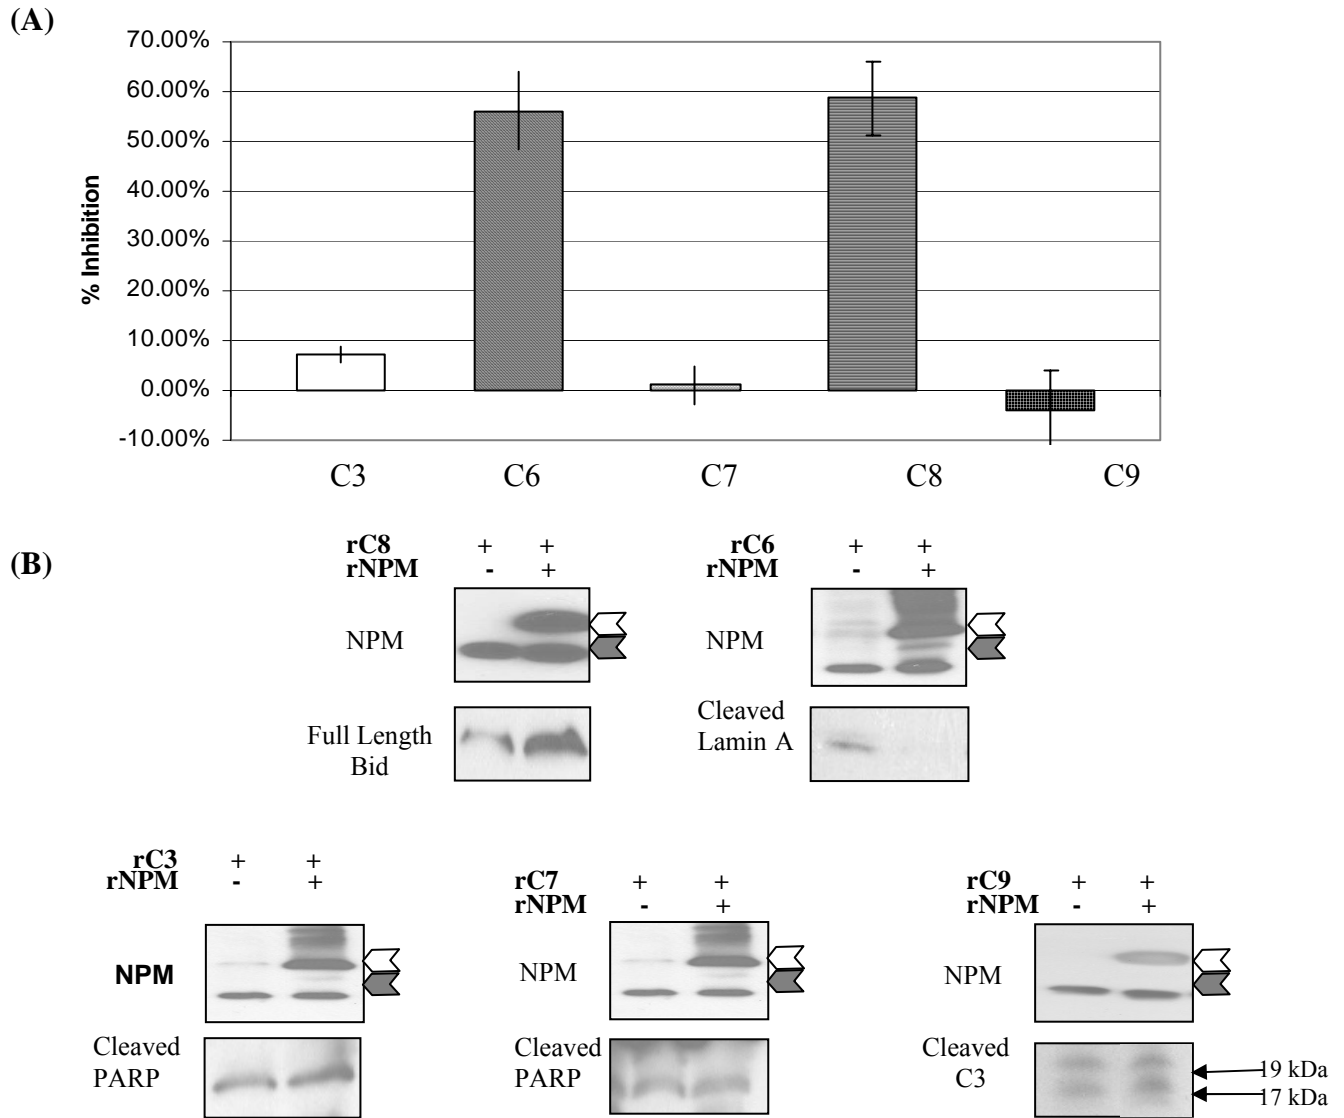 (A)
70.00%
60.00%
50.00%
40.00%
30.00%
20.00%
10.00%
0.00%
-10.00%
% Inhibition
C3 C6 C7 C8 C9
(B)
rC8 + +
rNPM - +
NPM
Full Length
Bid
rC6 + +
rNPM - +
NPM
Cleaved
Lamin A
rC3 + +
rNPM - +
NPM
Cleaved
PARP
rC7 + +
rNPM - +
NPM
Cleaved
PARP
rC9 + +
rNPM - +
NPM
Cleaved
C3
19 kDa
17 kDa